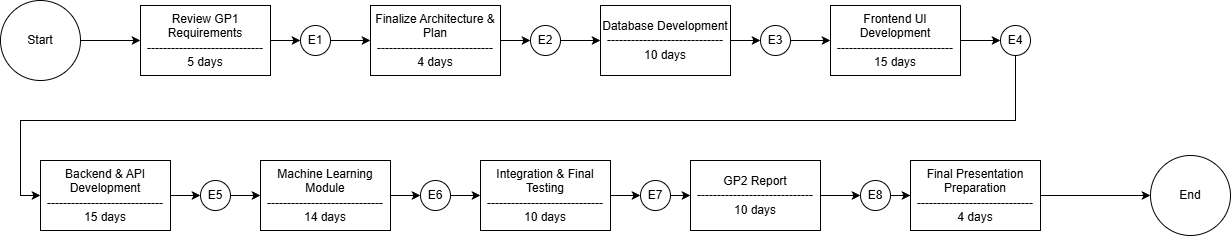 Start
Review GP1
Requirements
5 days
E1
Finalize Architecture &
Plan
4 days
E2
Database Development
10 days
E3
Frontend UI
Development
15 days
E4
Backend & API
Development
15 days
E5
Machine Learning
Module
14 days
E6
Integration & Final
Testing
10 days
E7
GP2 Report
10 days
E8
Final Presentation
Preparation
4 days
End